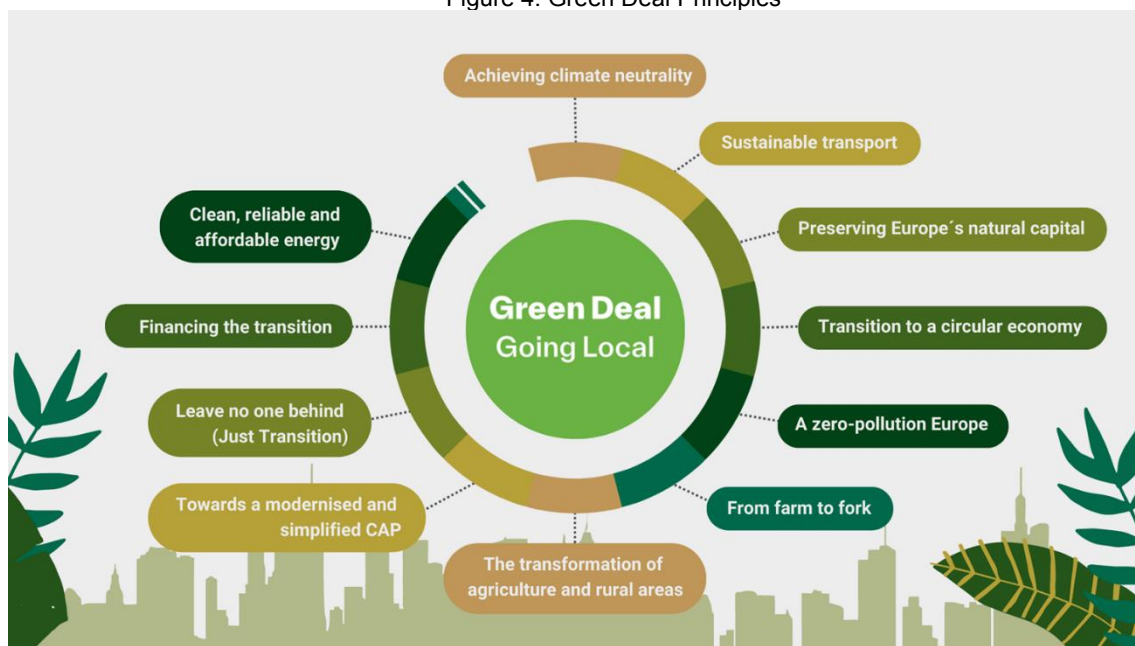 Figure 4: Green Deal Principles
Achieving climate neutrality
Sustainable transport
Preserving Europe´s natural capital
Transition to a circular economy
A zero-pollution Europe
From farm to fork
The transformation of
agriculture and rural areas
Towards a modernised and
simplified CAP
Leave no one behind
(Just Transition)
Financing the transition
Clean, reliable and
affordable energy
Green Deal
Going Local